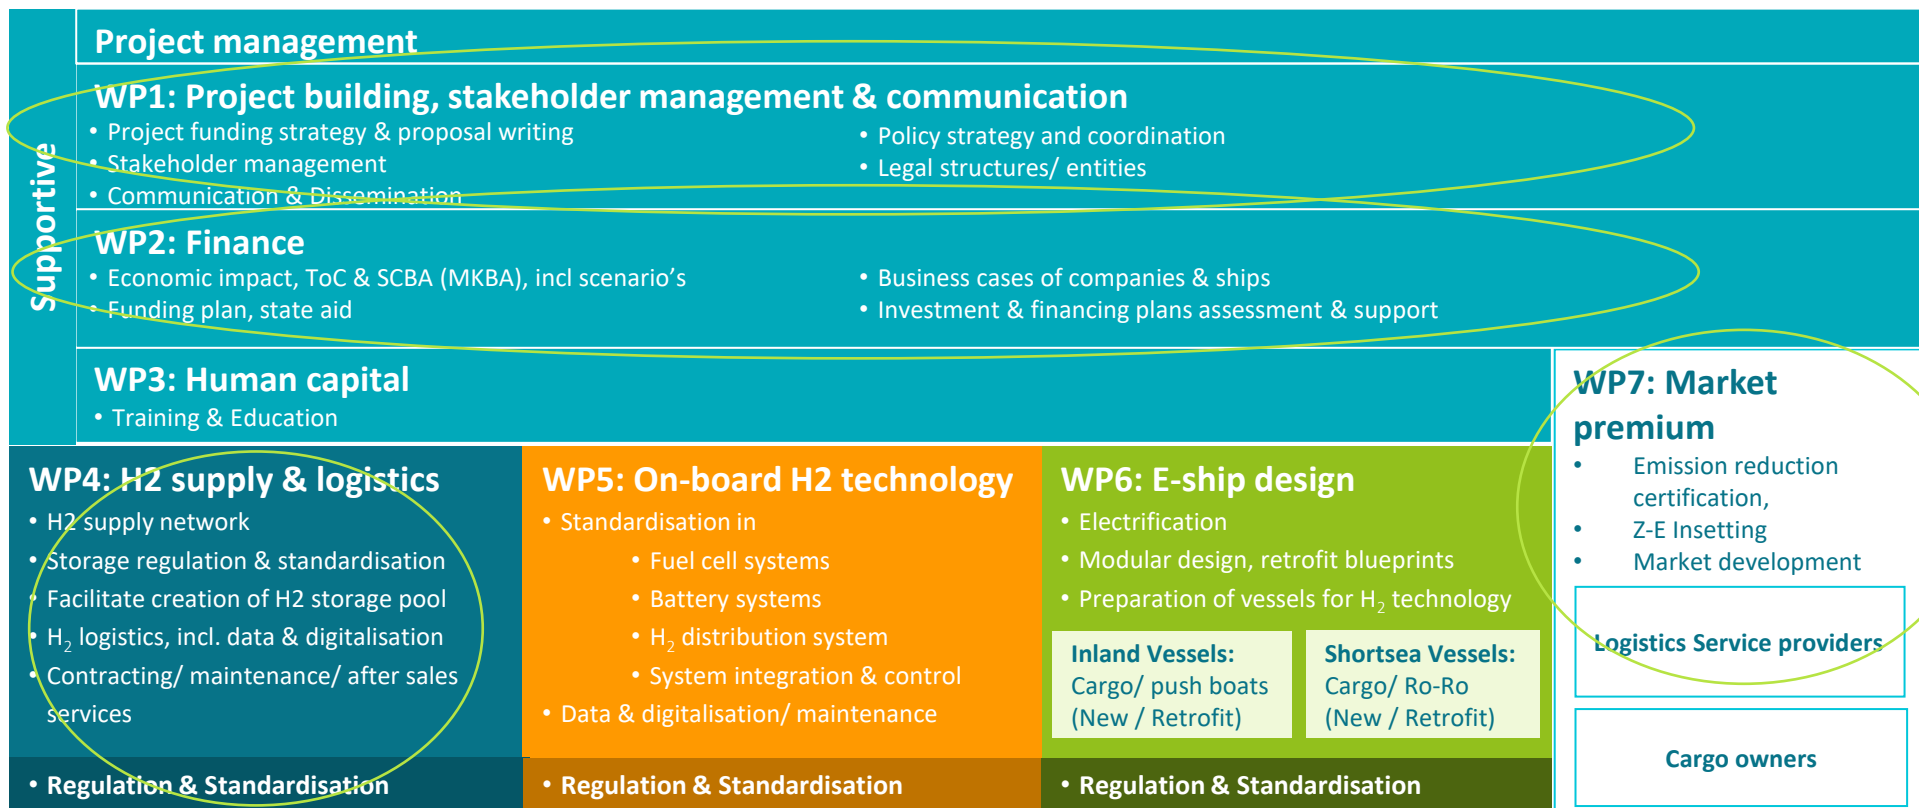 Supportive
Project management
WP1: Project building, stakeholder management & communication
• Project funding strategy & proposal writing
• Stakeholder management
• Communication & Dissemination
• Policy strategy and coordination
• Legal structures/ entities
WP2: Finance
• Economic impact, ToC & SCBA (MKBA), incl scenario's
• Funding plan, state aid
• Business cases of companies & ships
• Investment & financing plans assessment & support
WP3: Human capital
• Training & Education
WP4: H2 supply & logistics
• H2 supply network
• Storage regulation & standardisation
• Facilitate creation of H2 storage pool
• H₂ logistics, incl. data & digitalisation
• Contracting/ maintenance/ after sales
services
• Regulation & Standardisation
WP5: On-board H2 technology
• Standardisation in
• Fuel cell systems
• Battery systems
• H₂ distribution system
• System integration & control
• Data & digitalisation/ maintenance
• Regulation & Standardisation
WP6: E-ship design
• Electrification
• Modular design, retrofit blueprints
• Preparation of vessels for H₂ technology
Inland Vessels:
Cargo/ push boats
(New / Retrofit)
Shortsea Vessels:
Cargo/ Ro-Ro
(New / Retrofit)
• Regulation & Standardisation
WP7: Market
premium
• Emission reduction
certification,
• Z-E Insetting
• Market development
Logistics Service providers
Cargo owners